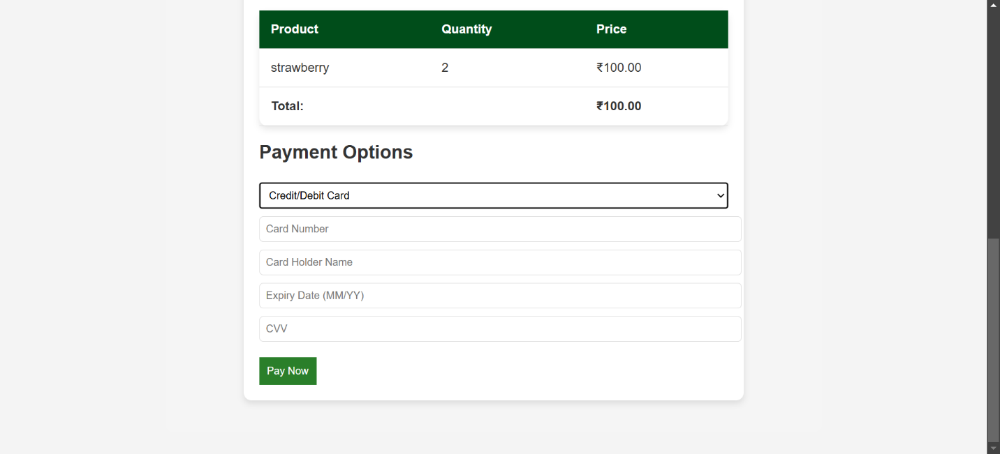 Product Quantity Price
strawberry 2 ₹100.00
Total: ₹100.00
Payment Options
Credit/Debit Card
Card Number
Card Holder Name
Expiry Date (MM/YY)
CVV
Pay Now